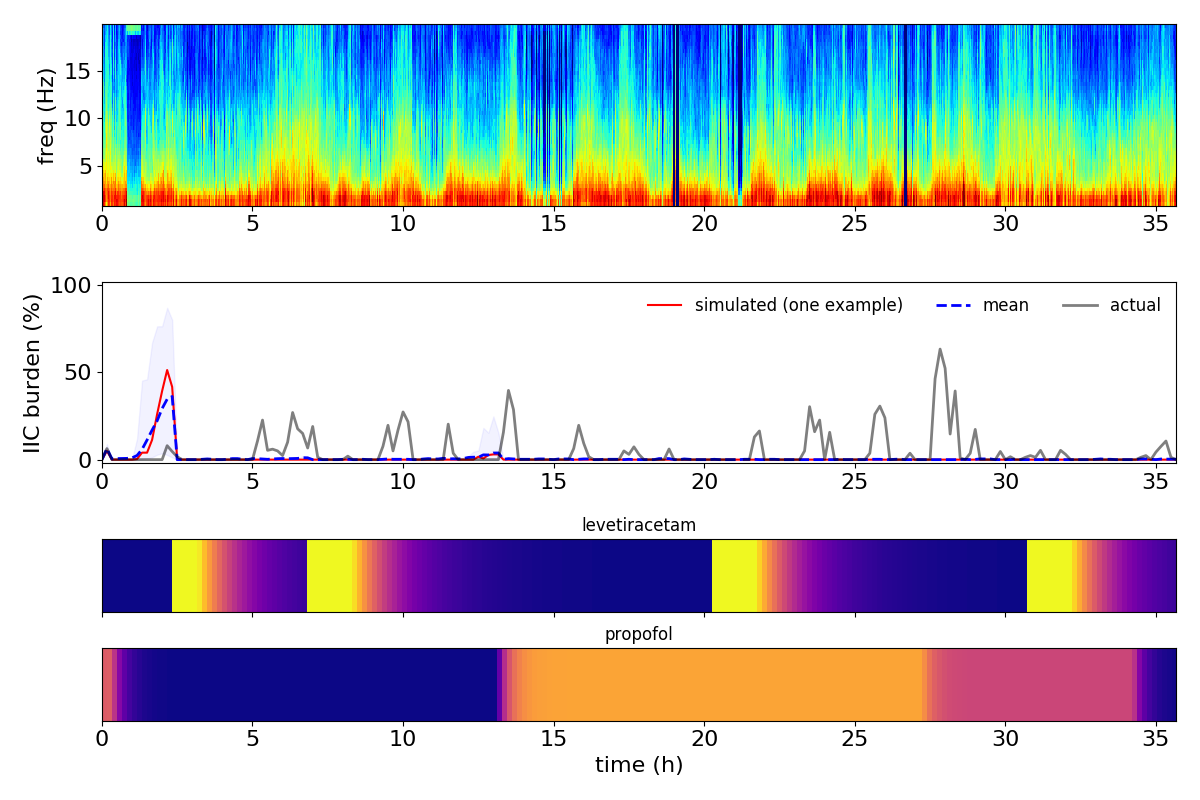 freq (Hz)
15
10
5
0 5 10 15 20 25 30 35
IIC burden (%)
100
50
0
simulated (one example) mean actual
0 5 10 15 20 25 30 35
levetiracetam
propofol
0 5 10 15 20 25 30 35
time (h)